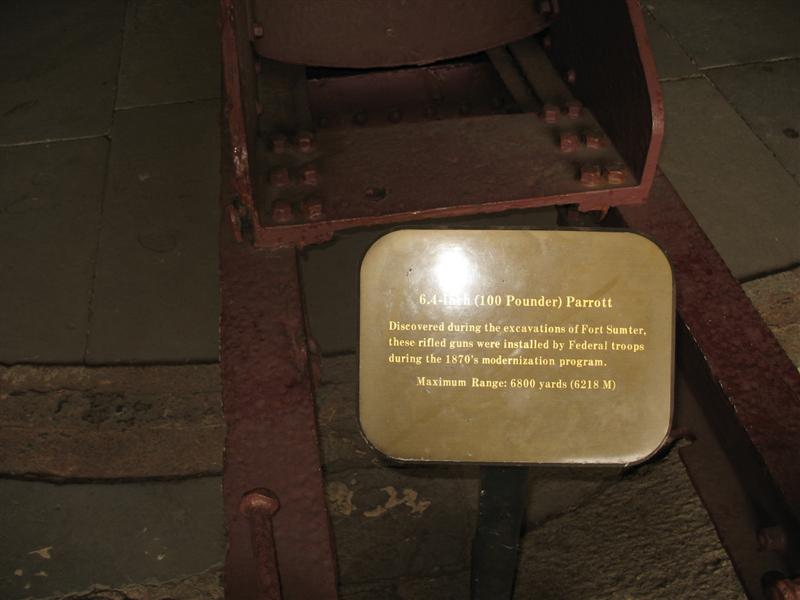 6.4-Inch (100 Pounder) Parrott
Discovered during the excavations of Fort Sumter,
these rifled guns were installed by Federal troops
during the 1870's modernization program.
Maximum Range: 6800 yards (6218 M)